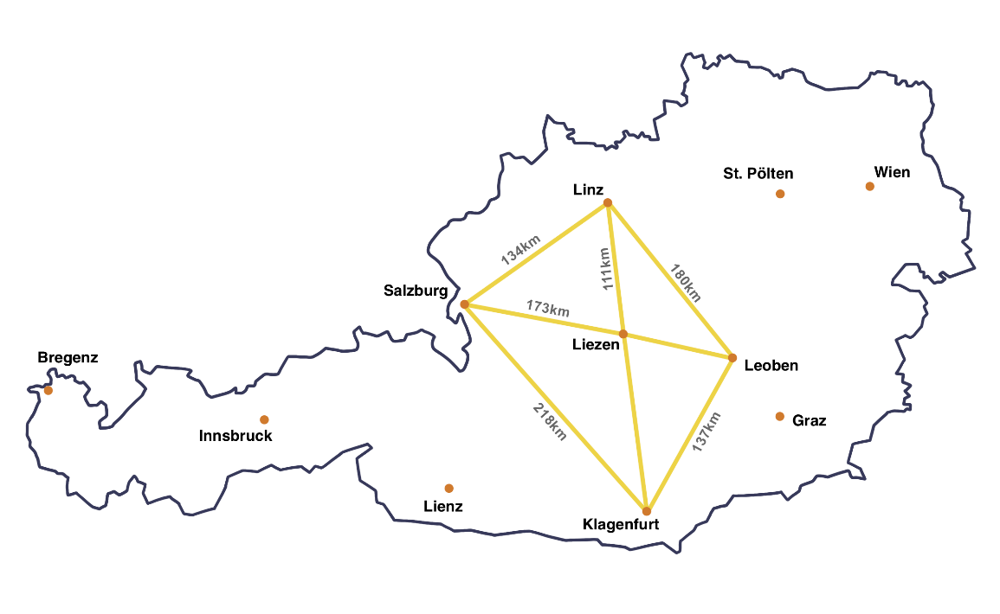 St. Pölten
Wien
Linz
134km
111km
180km
Salzburg
173km
Liezen
Bregenz
Leoben
218km
137km
Graz
Innsbruck
Lienz
Klagenfurt